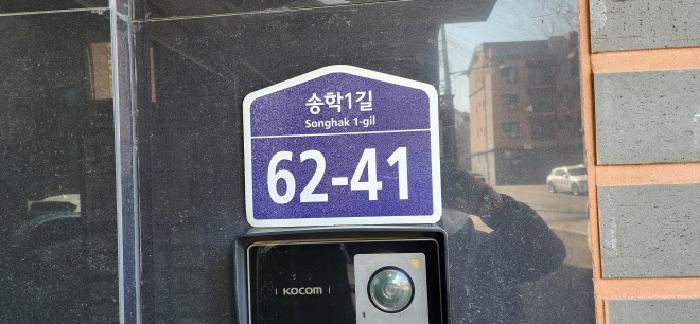 송학1길
Songhak 1-gil
62-41
KOCOM